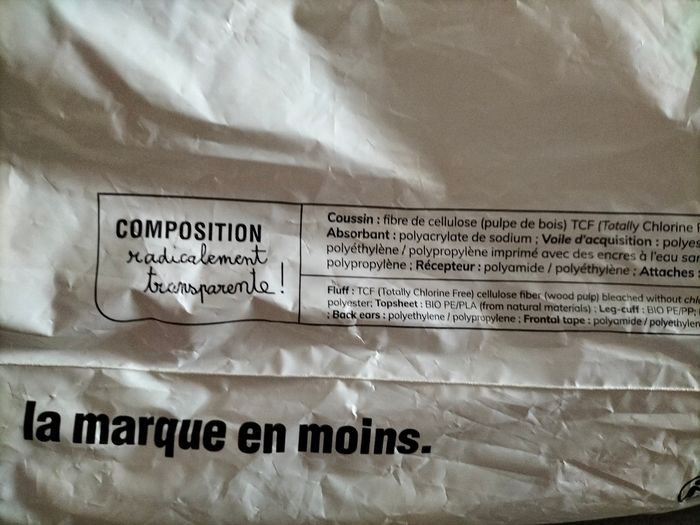 COMPOSITION
radicalement
transparente !
Coussin : fibre de cellulose (pulpe de bois) TCF (Totally Chlorine
Absorbant : polyacrylate de sodium ; Voile d'acquisition :
polyéthylène / polypropylène imprimé avec des encres à l'eau
polypropylène ; Récepteur : polyamide / polyéthylène ; Attaches
Fluff : TCF (Totally Chlorine Free) cellulose fiber (wood pulp) bleached without
polyester; Topsheet : BIO PE/PLA (from natural materials) ; Leg-cuff : BIO PE/PP;
; Back ears : polyethylene / polypropylene ; Frontal tape : polyamide /
la marque en moins.